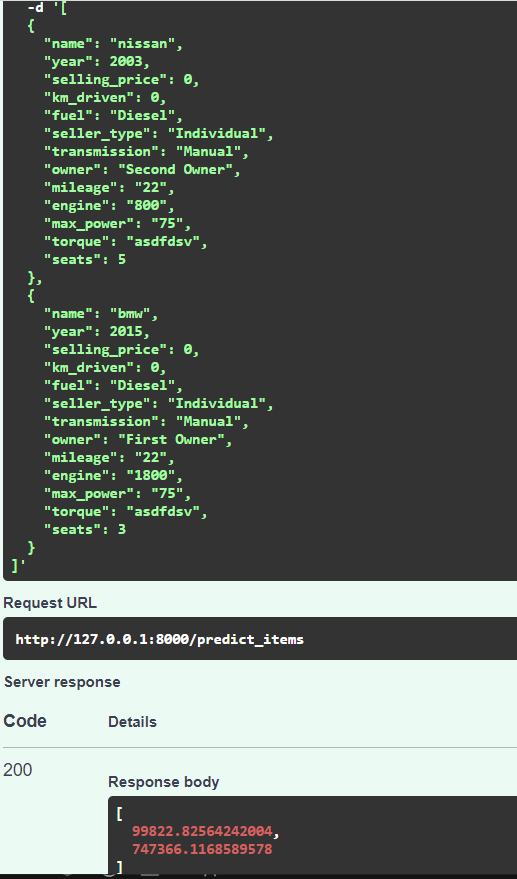 -d '[
{
"name": "nissan",
"year": 2003,
"selling_price": 0,
"km_driven": 0,
"fuel": "Diesel",
"seller_type": "Individual",
"transmission": "Manual",
"owner": "Second Owner",
"mileage": "22",
"engine": "800",
"max_power": "75",
"torque": "asdfdsv",
"seats": 5
},
{
"name": "bmw",
"year": 2015,
"selling_price": 0,
"km_driven": 0,
"fuel": "Diesel",
"seller_type": "Individual",
"transmission": "Manual",
"owner": "First Owner",
"mileage": "22",
"engine": "1800",
"max_power": "75",
"torque": "asdfdsv",
"seats": 3
}
]'
Request URL
http://127.0.0.1:8000/predict_items
Server response
Code Details
200
Response body
[
99822.82564242004,
747366.1168589578
]